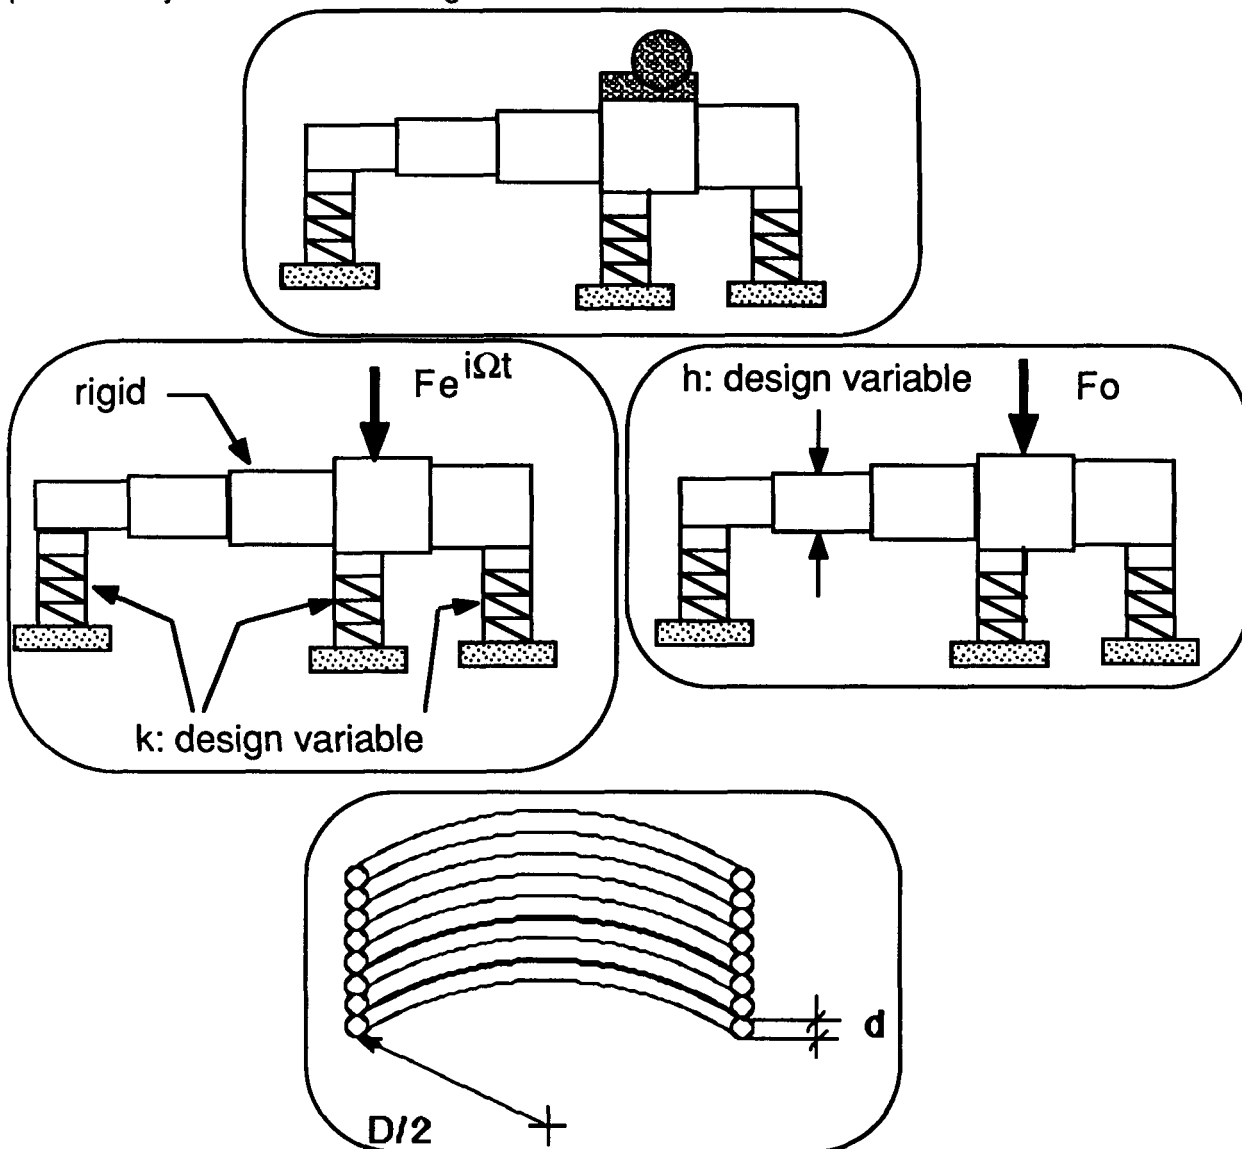 rigid
Fe^iΩt
k: design variable
h: design variable
Fo
d
D/2